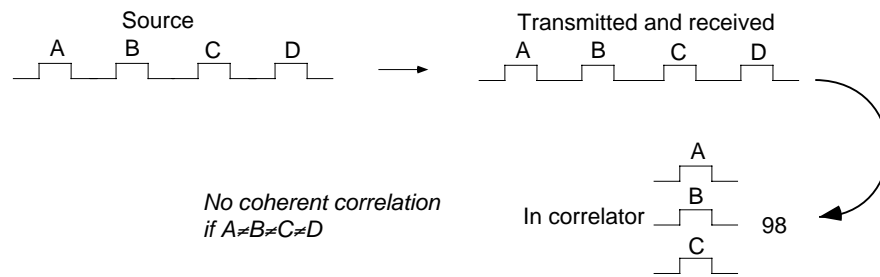 Source
A B C D
Transmitted and received
A B C D
A
B
In correlator
98
C
No coherent correlation
if A≠B≠C≠D